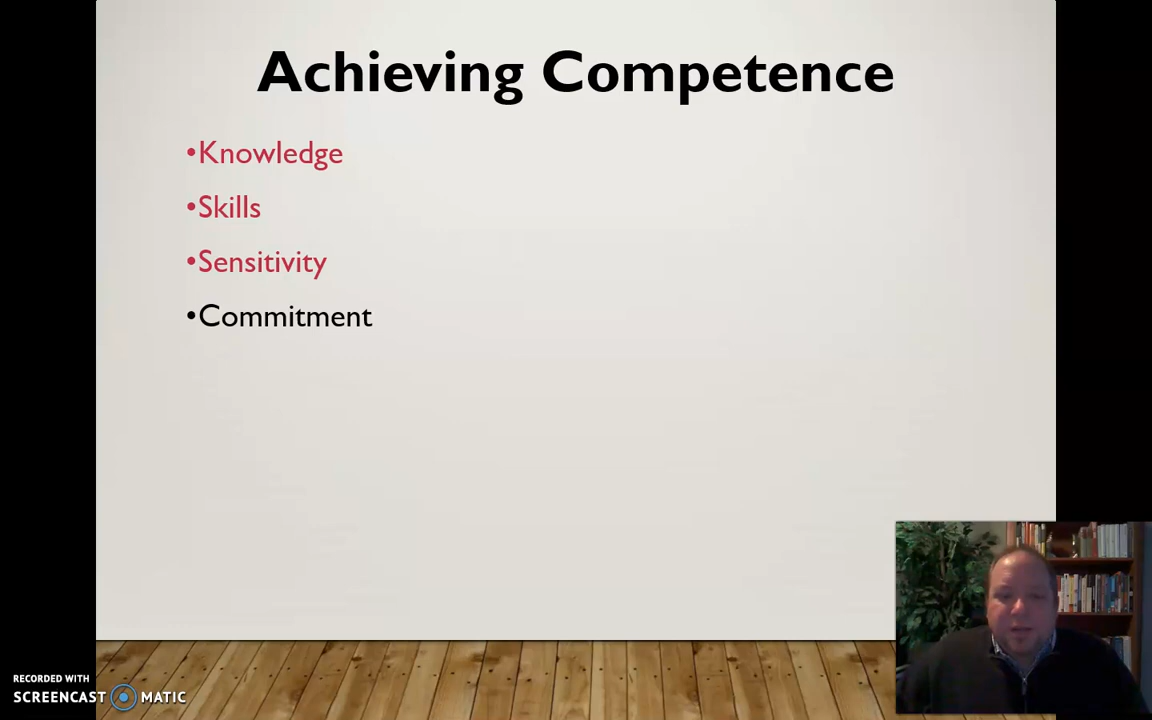 Achieving Competence
•Knowledge
•Skills
•Sensitivity
•Commitment
RECORDED WITH
SCREENCAST MATIC